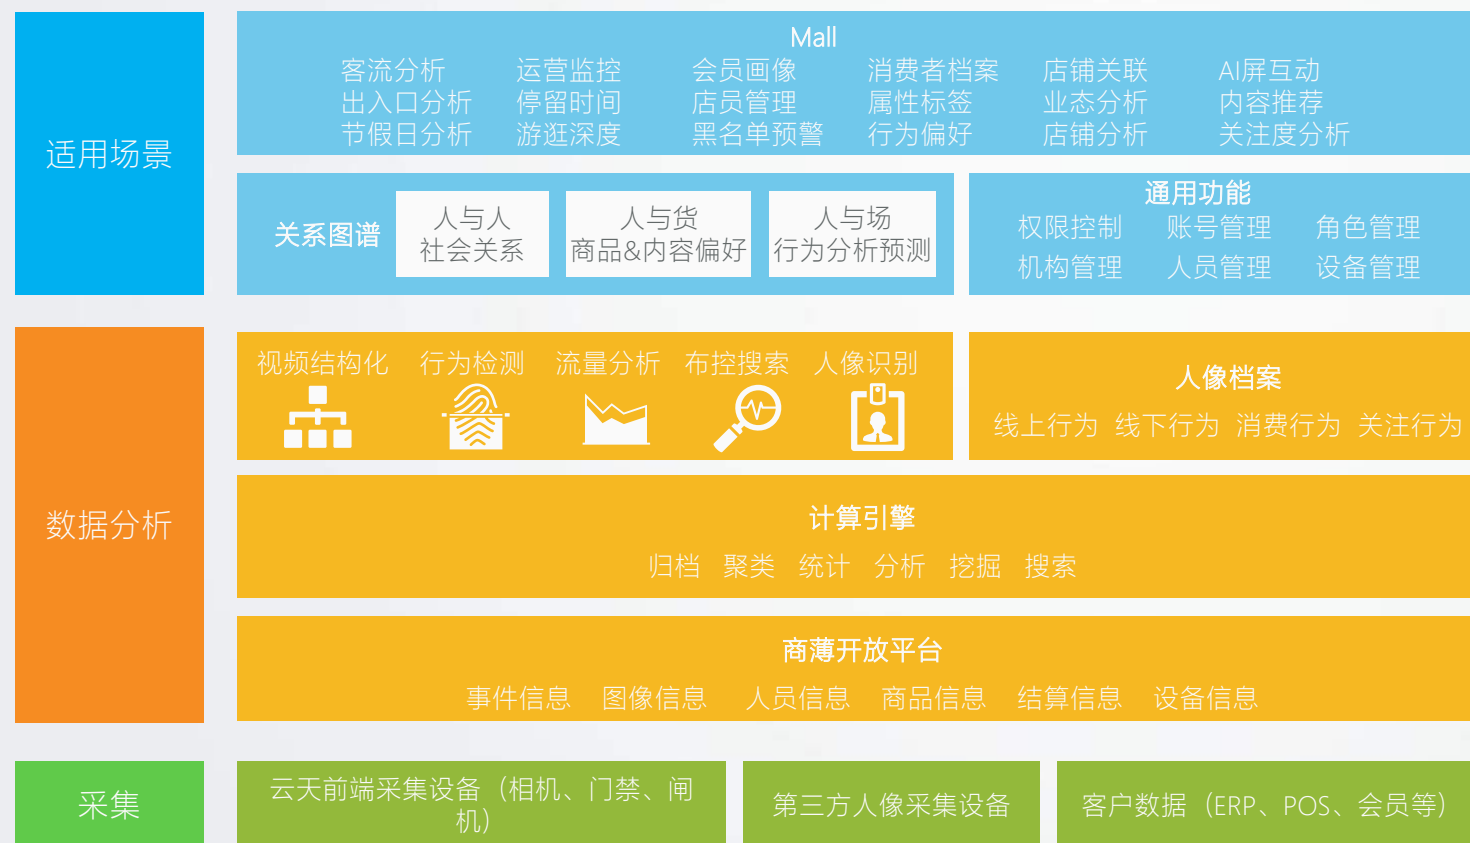 适用场景
Mall
客流分析 运营监控 会员画像 消费者档案 店铺关联 AI屏互动
出入口分析 停留时间 店员管理 属性标签 业态分析 内容推荐
节假日分析 游逛深度 黑名单预警 行为偏好 店铺分析 关注度分析
关系图谱
人与人
社会关系
人与货
商品&内容偏好
人与场
行为分析预测
通用功能
权限控制 账号管理 角色管理
机构管理 人员管理 设备管理
数据分析
视频结构化 行为检测 流量分析 布控搜索 人像识别
人像档案
线上行为 线下行为 消费行为 关注行为
计算引擎
归档 聚类 统计 分析 挖掘 搜索
商薄开放平台
事件信息 图像信息 人员信息 商品信息 结算信息 设备信息
采集
云天前端采集设备（相机、门禁、闸
机）
第三方人像采集设备
客户数据（ERP、POS、会员等）